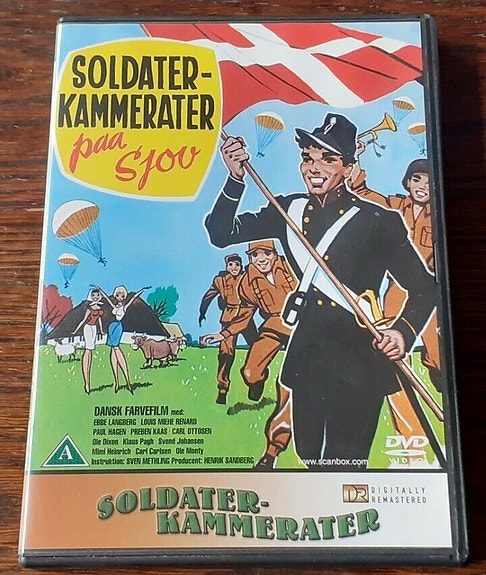 SOLDATER-
KAMMERATER
paa
Sjov
DANSK FARVEFILM med:
EBBE LANGBERG · LOUIS MIEHE RENARD
PAUL HAGEN · PREBEN KAAS · CARL OTTOSEN
Ole Dixon · Klaus Pagh · Svend Johansen
Mimi Heinrich · Carl Carlsen · Ole Monty
Instruktion: SVEN METHLING Producent: HENRIK SANDBERG
A
www.scanbox.com
DVD
VIDEO
SOLDATER-
KAMMERATER
DR DIGITALLY
REMASTERED